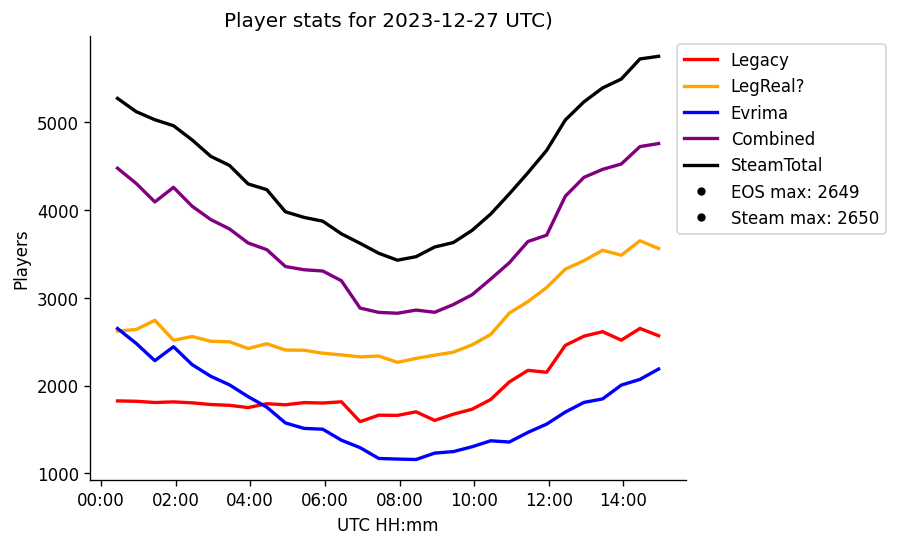 Player stats for 2023-12-27 UTC)
Legacy
LegReal?
Evrima
Combined
SteamTotal
EOS max: 2649
Steam max: 2650
Players
5000
4000
3000
2000
1000
00:00 02:00 04:00 06:00 08:00 10:00 12:00 14:00
UTC HH:mm